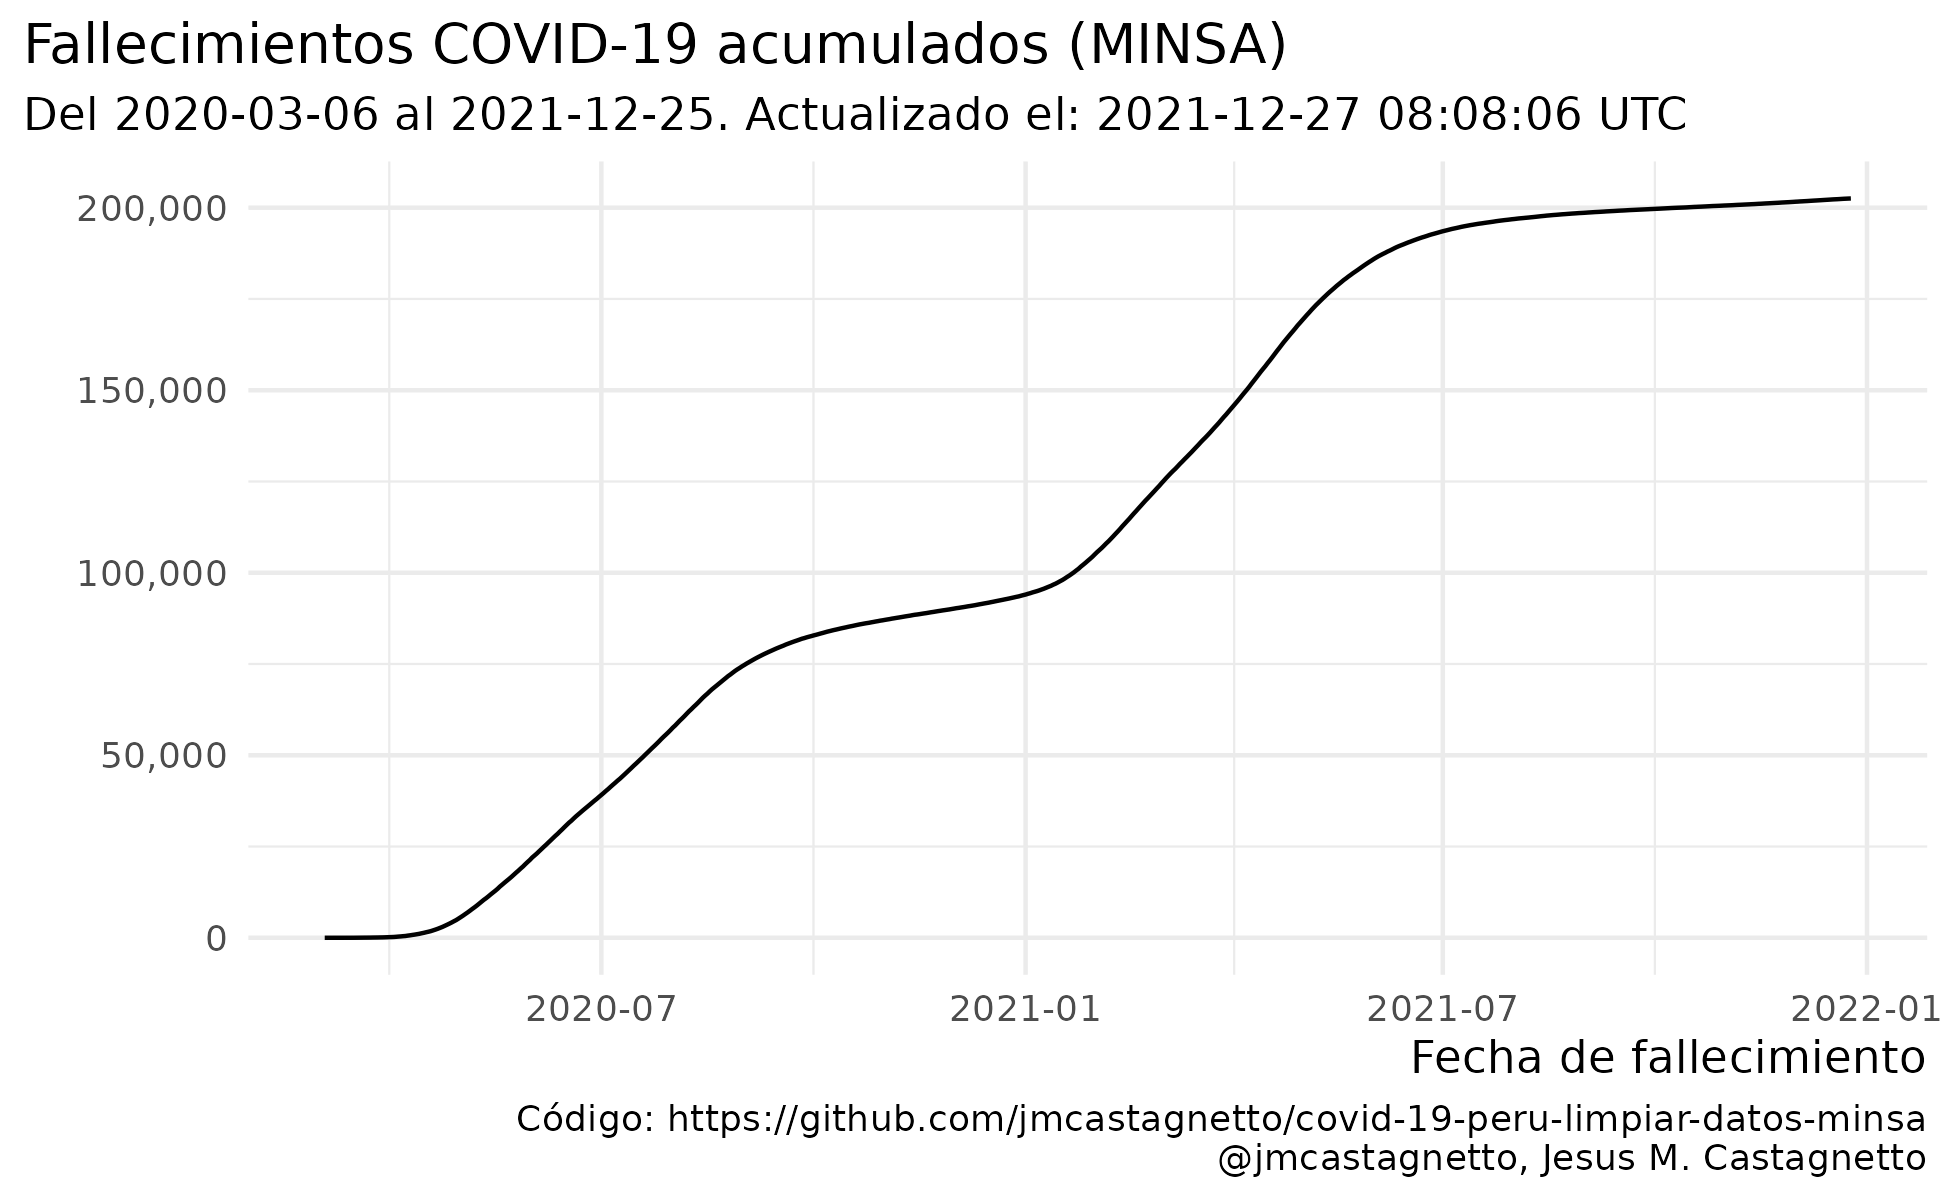 Fallecimientos COVID-19 acumulados (MINSA)
Del 2020-03-06 al 2021-12-25. Actualizado el: 2021-12-27 08:08:06 UTC
200,000
150,000
100,000
50,000
0
2020-07 2021-01 2021-07 2022-01
Fecha de fallecimiento
Código: https://github.com/jmcastagnetto/covid-19-peru-limpiar-datos-minsa
@jmcastagnetto, Jesus M. Castagnetto